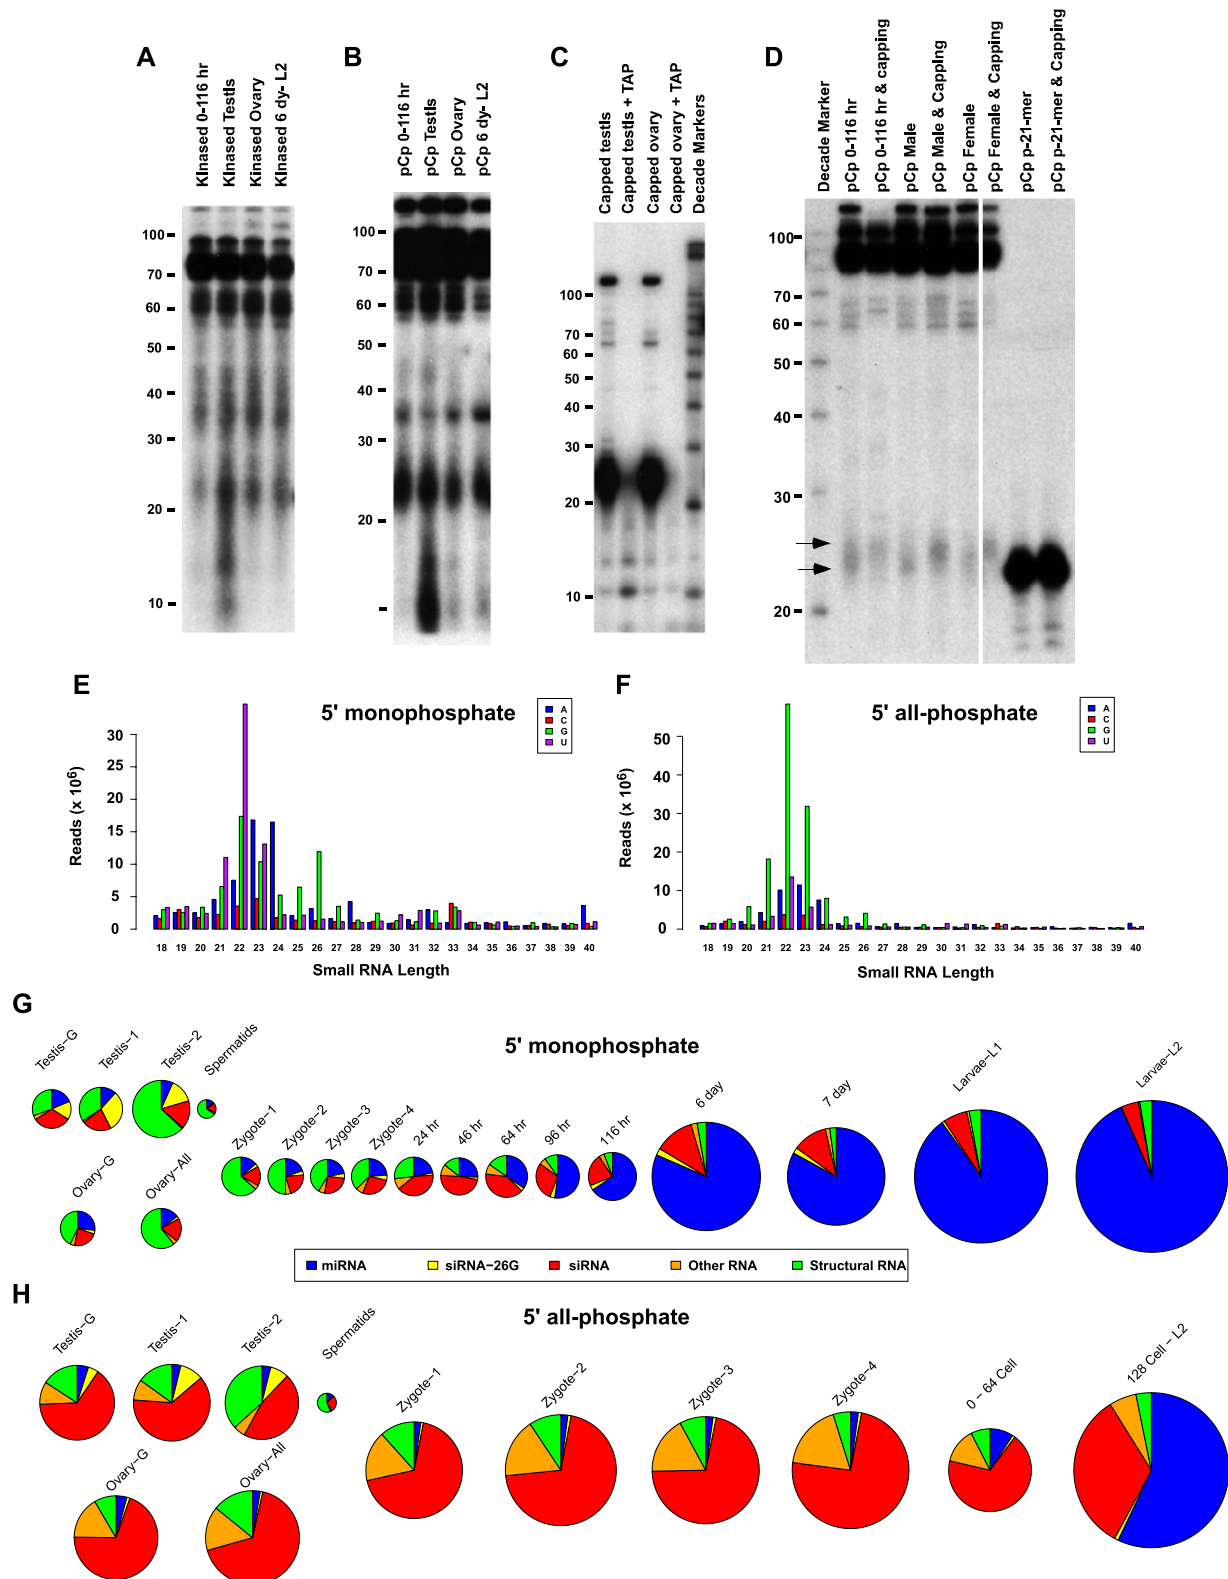 A
Kinased 0-116 hr
Kinased Testis
Kinased Ovary
Kinased 6 dy- L2
100
70
60
50
40
30
20
10
B
pCp 0-116 hr
pCp Testis
pCp Ovary
pCp 6 dy- L2
100
70
60
50
40
30
20
C
Capped testis
Capped testis + TAP
Capped ovary
Capped ovary + TAP
Decade Markers
100
70
60
50
40
30
20
10
D
Decade Marker
pCp 0-116 hr
pCp 0-116 hr & capping
pCp Male
pCp Male & Capping
pCp Female
pCp Female & Capping
pCp p-21-mer
pCp p-21-mer & Capping
100
70
60
50
40
30
20
E
5' monophosphate
A
C
G
U
Reads (x 10⁶)
30
25
20
15
10
5
0
18 19 20 21 22 23 24 25 26 27 28 29 30 31 32 33 34 35 36 37 38 39 40
Small RNA Length
F
5' all-phosphate
A
C
G
U
Reads (x 10⁶)
50
40
30
20
10
0
18 19 20 21 22 23 24 25 26 27 28 29 30 31 32 33 34 35 36 37 38 39 40
Small RNA Length
G
5' monophosphate
Testis-G
Testis-1
Testis-2
Spermatids
Ovary-G
Ovary-All
Zygote-1
Zygote-2
Zygote-3
Zygote-4
24 hr
46 hr
64 hr
96 hr
116 hr
6 day
7 day
Larvae-L1
Larvae-L2
miRNA
siRNA-26G
siRNA
Other RNA
Structural RNA
H
5' all-phosphate
Testis-G
Testis-1
Testis-2
Spermatids
Ovary-G
Ovary-All
Zygote-1
Zygote-2
Zygote-3
Zygote-4
0 - 64 Cell
128 Cell - L2